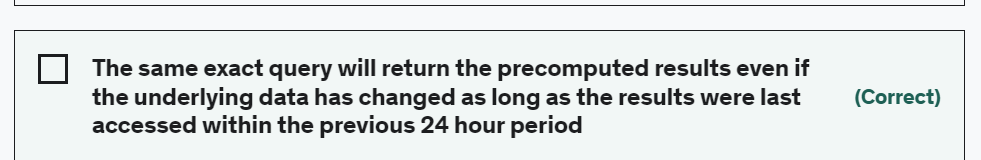 The same exact query will return the precomputed results even if
the underlying data has changed as long as the results were last
accessed within the previous 24 hour period
(Correct)